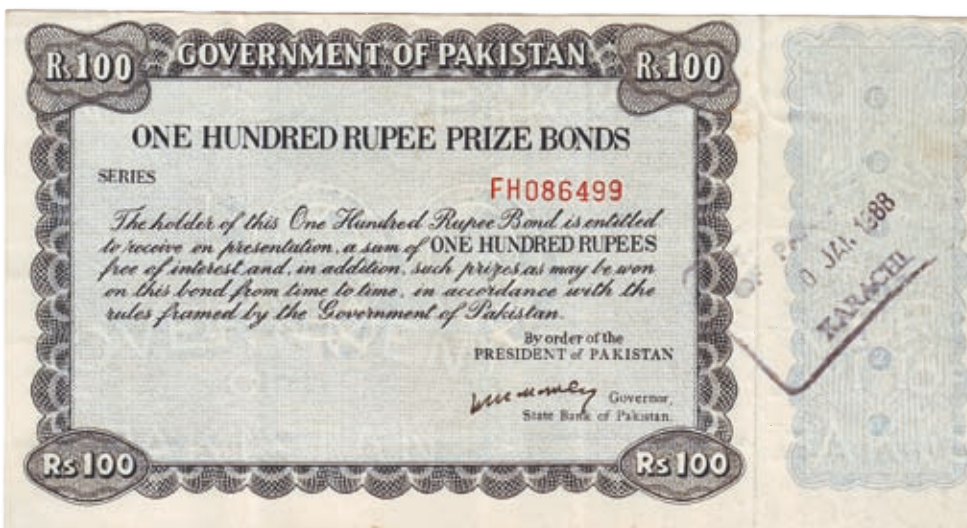 Rs100 GOVERNMENT OF PAKISTAN Rs100
ONE HUNDRED RUPEE PRIZE BONDS
SERIES
FH086499
The holder of this One Hundred Rupee Bond is entitled
to receive on presentation, a sum of ONE HUNDRED RUPEES
free of interest and, in addition, such prizes as may be won
on this bond from time to time, in accordance with the
rules framed by the Government of Pakistan.
By order of the
PRESIDENT of PAKISTAN
Governor,
State Bank of Pakistan.
Rs100 Rs100
OF
JAN. 1988
KARACHI